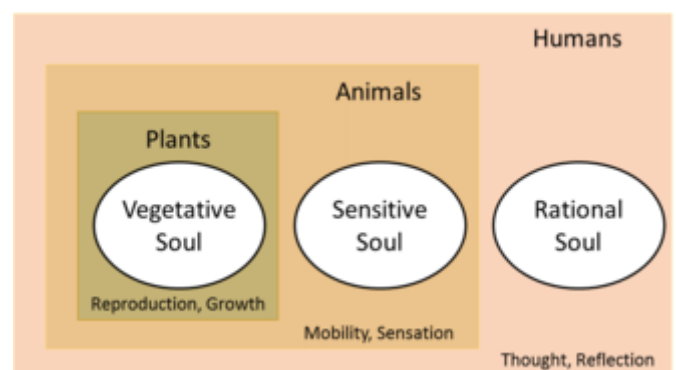 Humans
Animals
Plants
Vegetative
Soul
Sensitive
Soul
Rational
Soul
Reproduction, Growth
Mobility, Sensation
Thought, Reflection